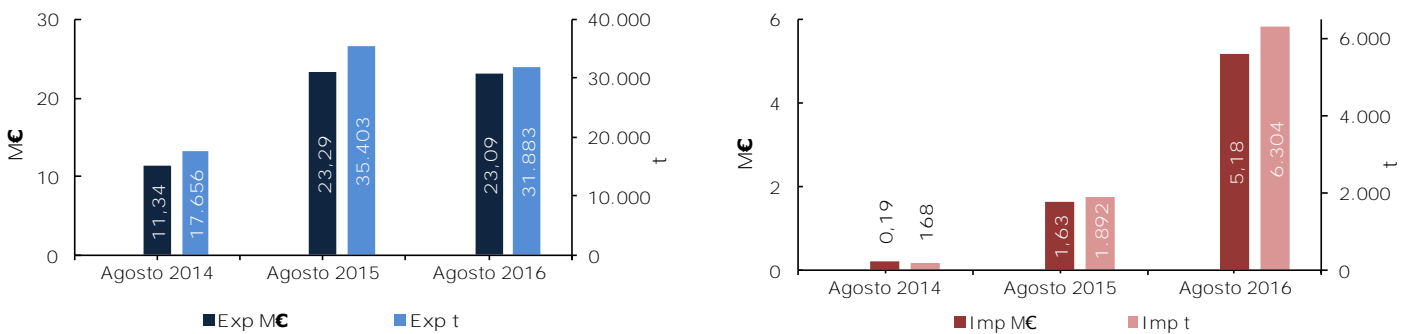 30
20
10
0
M€
40.000
30.000
20.000
10.000
0
t
11,34
17.656
23,29
35.403
23,09
31.883
Agosto 2014
Agosto 2015
Agosto 2016
Exp M€
Exp t
6
4
2
0
M€
6.000
4.000
2.000
0
t
0,19
168
1,63
1.892
5,18
6.304
Agosto 2014
Agosto 2015
Agosto 2016
Imp M€
Imp t